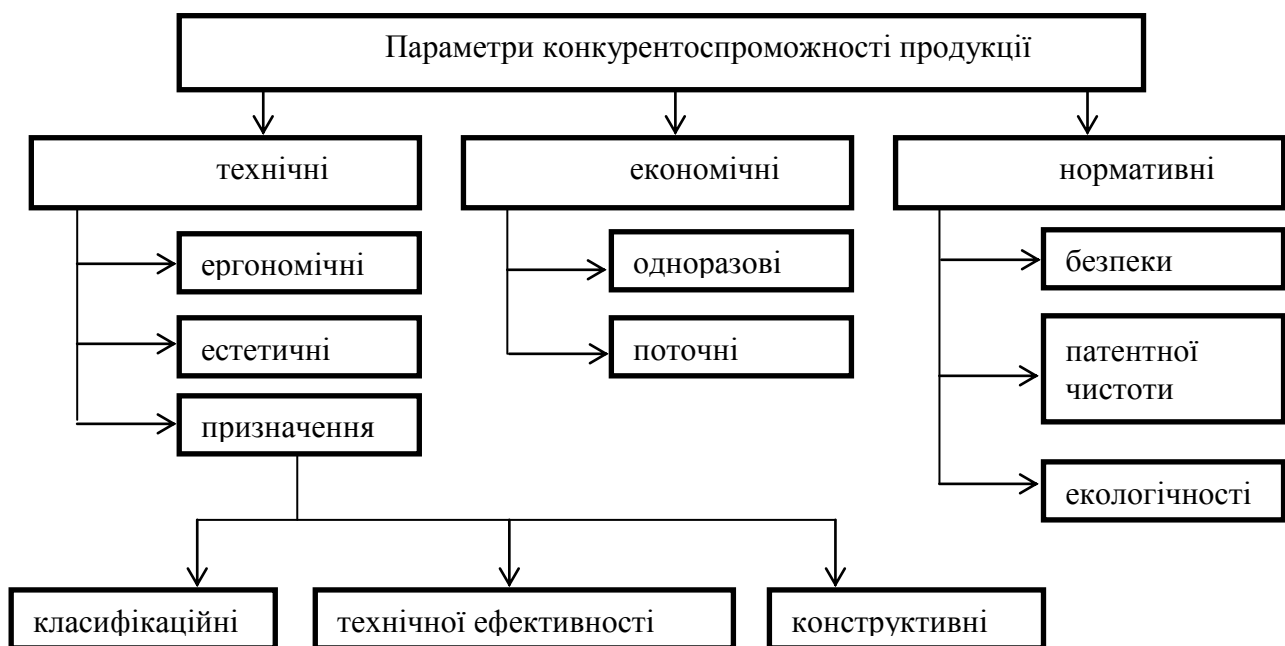 Параметри конкурентоспроможності продукції
технічні
економічні
нормативні
ергономічні
естетичні
призначення
одноразові
поточні
безпеки
патентної
чистоти
екологічності
класифікаційні
технічної ефективності
конструктивні